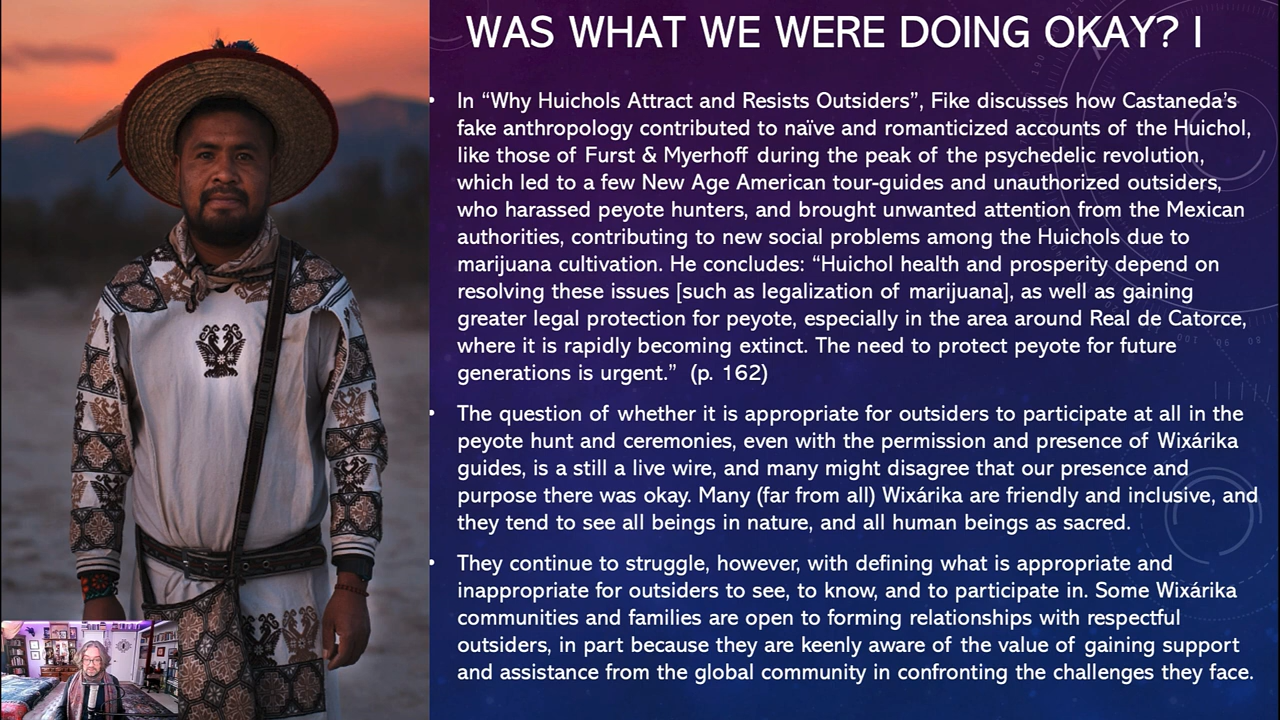 WAS WHAT WE WERE DOING OKAY? I
• In “Why Huichols Attract and Resists Outsiders”, Fike discusses how Castaneda’s
fake anthropology contributed to naïve and romanticized accounts of the Huichol,
like those of Furst & Myerhoff during the peak of the psychedelic revolution,
which led to a few New Age American tour-guides and unauthorized outsiders,
who harassed peyote hunters, and brought unwanted attention from the Mexican
authorities, contributing to new social problems among the Huichols due to
marijuana cultivation. He concludes: “Huichol health and prosperity depend on
resolving these issues [such as legalization of marijuana], as well as gaining
greater legal protection for peyote, especially in the area around Real de Catorce,
where it is rapidly becoming extinct. The need to protect peyote for future
generations is urgent.” (p. 162)
• The question of whether it is appropriate for outsiders to participate at all in the
peyote hunt and ceremonies, even with the permission and presence of Wixárika
guides, is a still a live wire, and many might disagree that our presence and
purpose there was okay. Many (far from all) Wixárika are friendly and inclusive, and
they tend to see all beings in nature, and all human beings as sacred.
• They continue to struggle, however, with defining what is appropriate and
inappropriate for outsiders to see, to know, and to participate in. Some Wixárika
communities and families are open to forming relationships with respectful
outsiders, in part because they are keenly aware of the value of gaining support
and assistance from the global community in confronting the challenges they face.